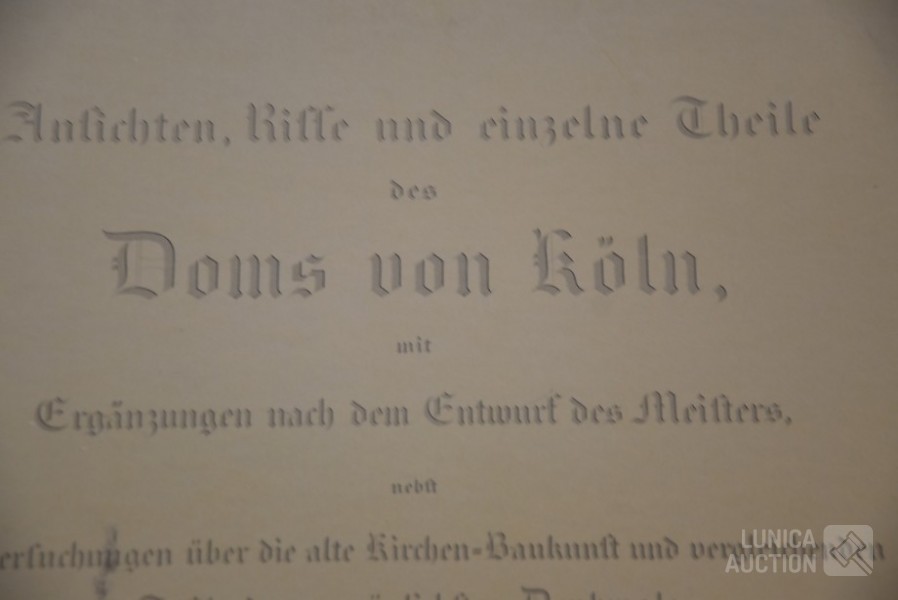 Ansichten, Risse und einzelne Theile
des
Doms von Köln,
mit
Ergänzungen nach dem Entwurf des Meisters,
nebst
ersuchungen über die alte Kirchen-Baukunst und
LUNICA
AUCTION